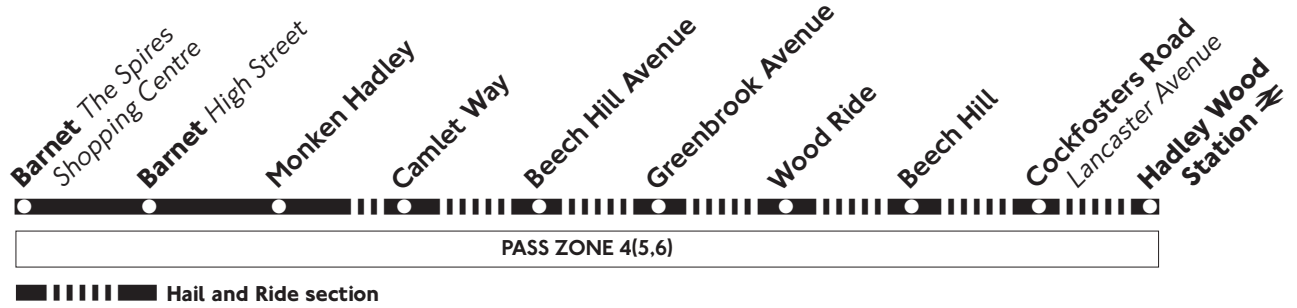 Barnet The Spires
Shopping Centre
Barnet High Street
Monken Hadley
Camlet Way
Beech Hill Avenue
Greenbrook Avenue
Wood Ride
Beech Hill
Cockfosters Road
Lancaster Avenue
Hadley Wood
Station
PASS ZONE 4(5,6)
Hail and Ride section